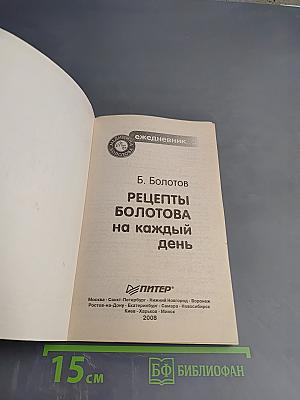 ежедневник
Б. Болотов
РЕЦЕПТЫ
БОЛОТОВА
на каждый
день
ПИТЕР®
Москва · Санкт-Петербург · Нижний Новгород · Воронеж
Ростов-на-Дону · Екатеринбург · Самара · Новосибирск
Киев · Харьков · Минск
2008
15 см
БФ БИБЛИОФАН